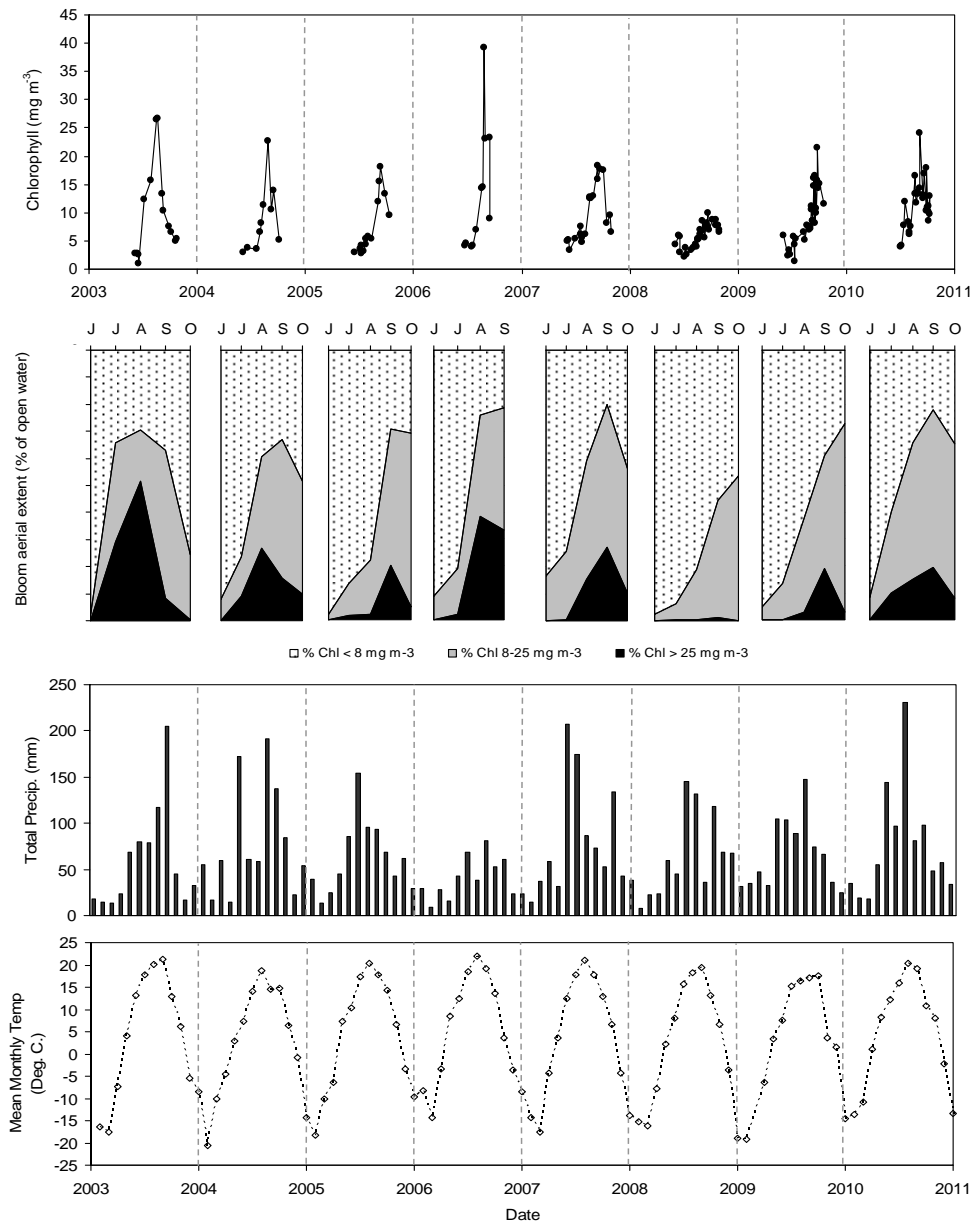 45
40
35
30
25
20
15
10
5
0
Chlorophyll (mg m-3)
2003 2004 2005 2006 2007 2008 2009 2010 2011
J J A S O J J A S O J J A S O J J A S J J A S O J J A S O J J A S O J J A S O
Bloom aerial extent (% of open water)
% Chl < 8 mg m-3 % Chl 8-25 mg m-3 % Chl > 25 mg m-3
250
200
150
100
50
0
Total Precip. (mm)
25
20
15
10
5
0
-5
-10
-15
-20
-25
Mean Monthly Temp
(Deg. C.)
2003 2004 2005 2006 2007 2008 2009 2010 2011
Date